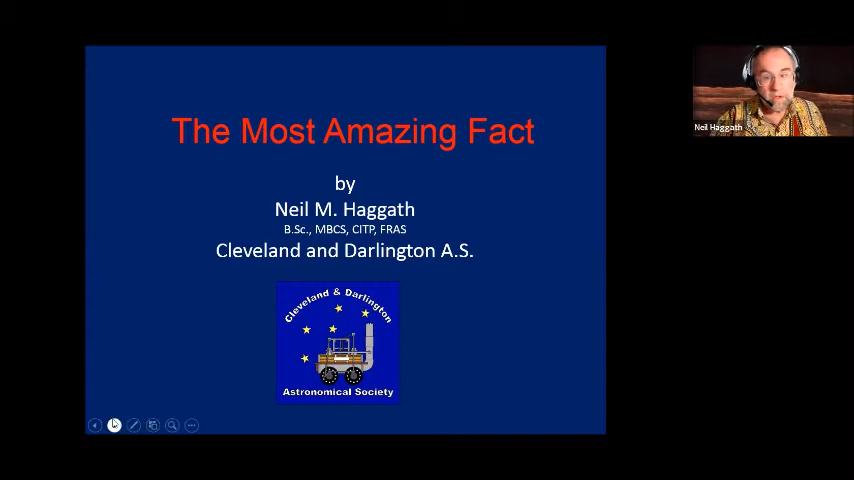 The Most Amazing Fact
by
Neil M. Haggath
B.Sc., MBCS, CITP, FRAS
Cleveland and Darlington A.S.
Cleveland & Darlington
Astronomical Society
Neil Haggath